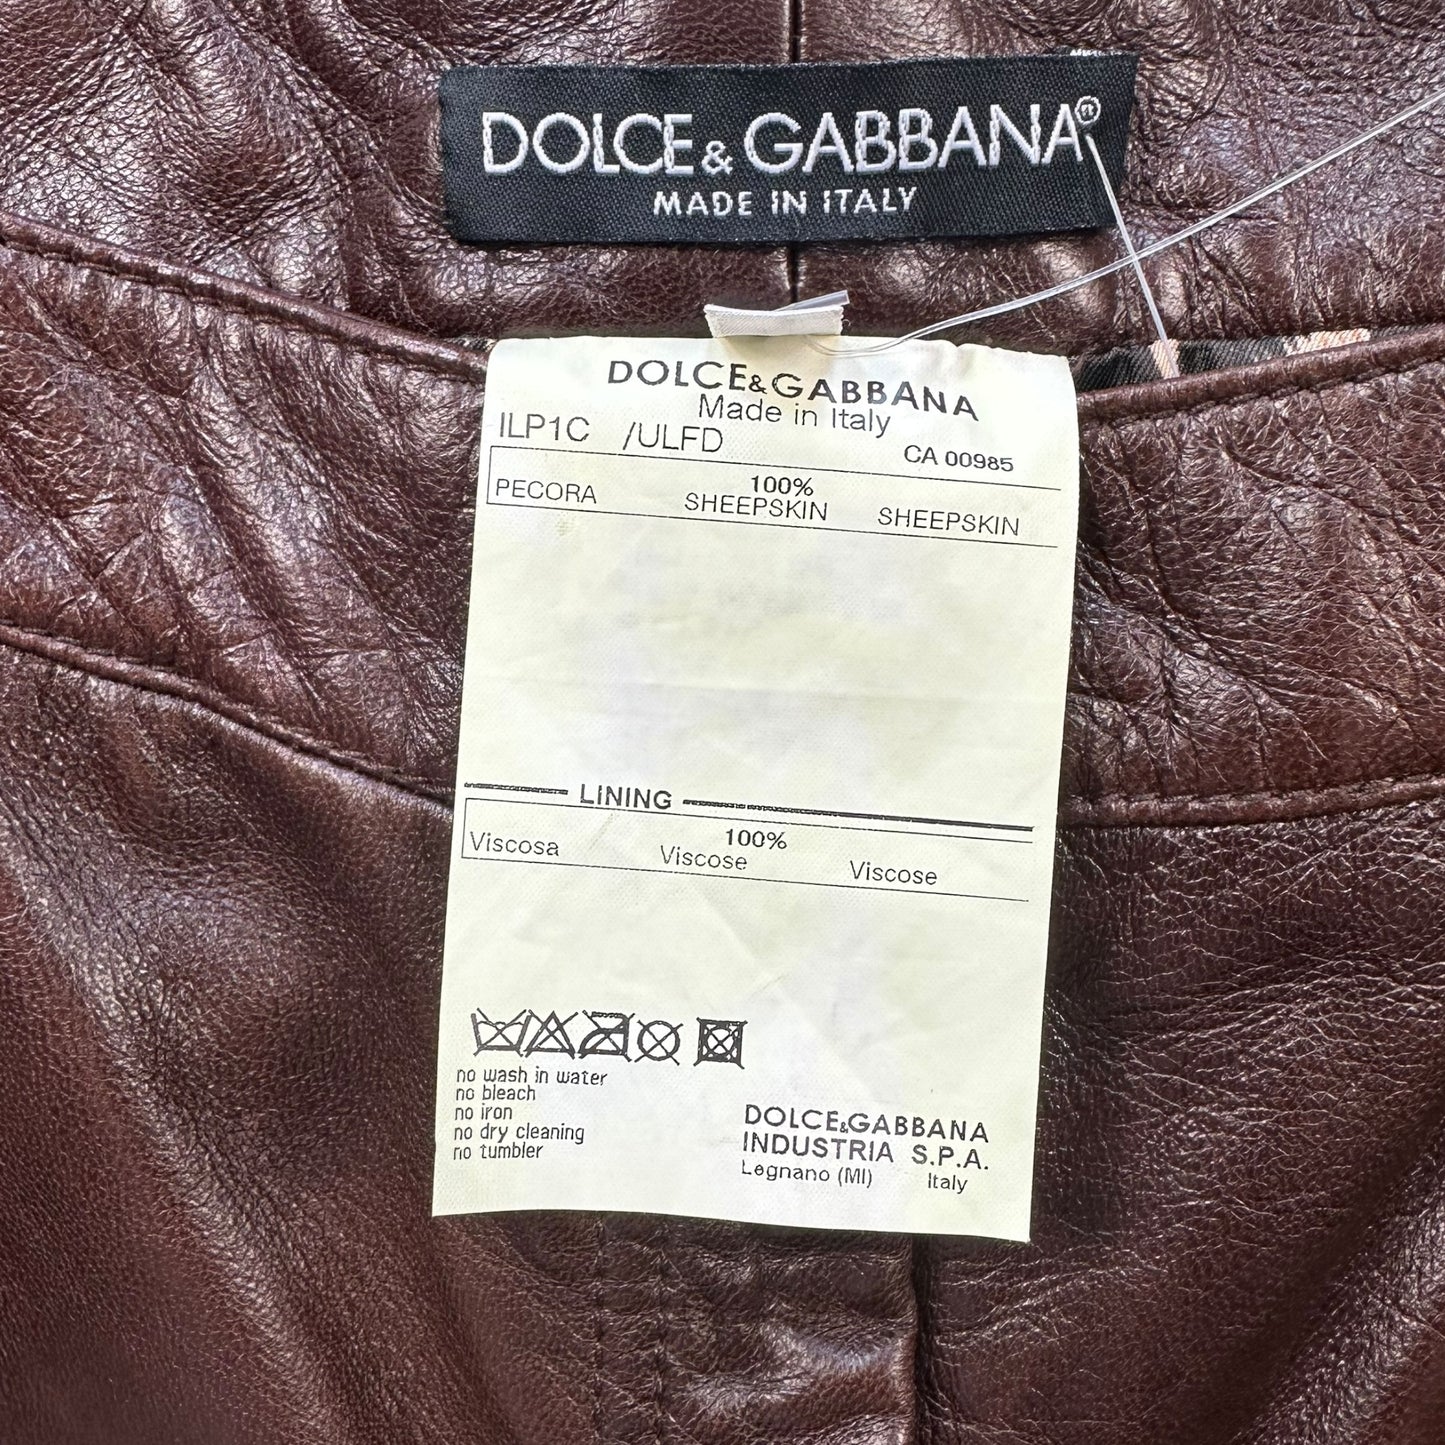 DOLCE&GABBANA®
MADE IN ITALY
DOLCE&GABBANA
Made in Italy
ILP1C /ULFD CA 00985
100%
PECORA SHEEPSKIN SHEEPSKIN
LINING
100%
Viscosa Viscose Viscose
no wash in water
no bleach
no iron
no dry cleaning
no tumbler
DOLCE&GABBANA
INDUSTRIA S.P.A.
Legnano (MI) Italy